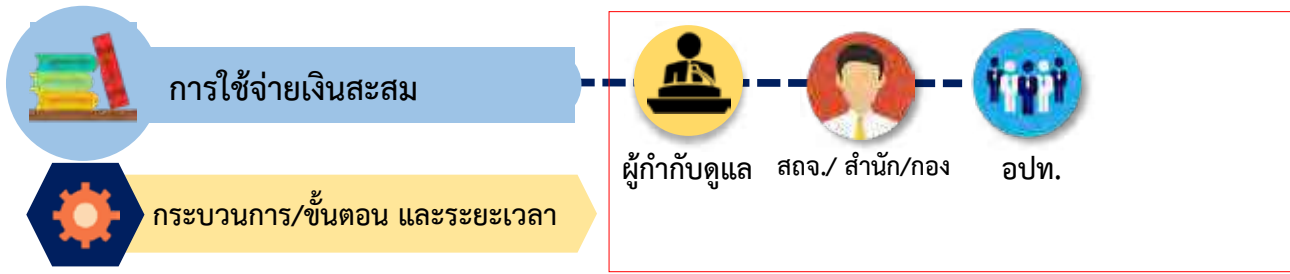 การใช้จ่ายเงินสะสม
ผู้กำกับดูแล
สถจ./ สำนัก/กอง
อปท.
กระบวนการ/ขั้นตอน และระยะเวลา